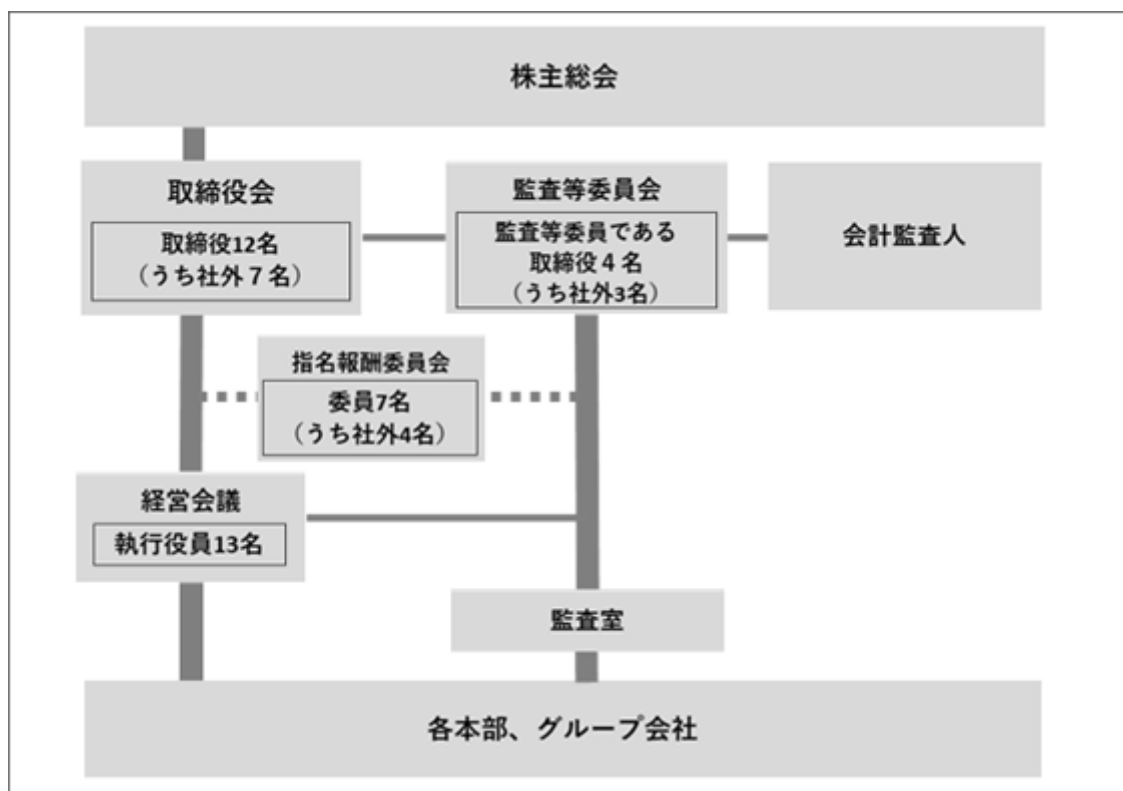 株主総会
取締役会
取締役12名
（うち社外７名）
監査等委員会
監査等委員である
取締役４名
（うち社外3名）
会計監査人
指名報酬委員会
委員7名
（うち社外4名）
経営会議
執行役員13名
監査室
各本部、グループ会社